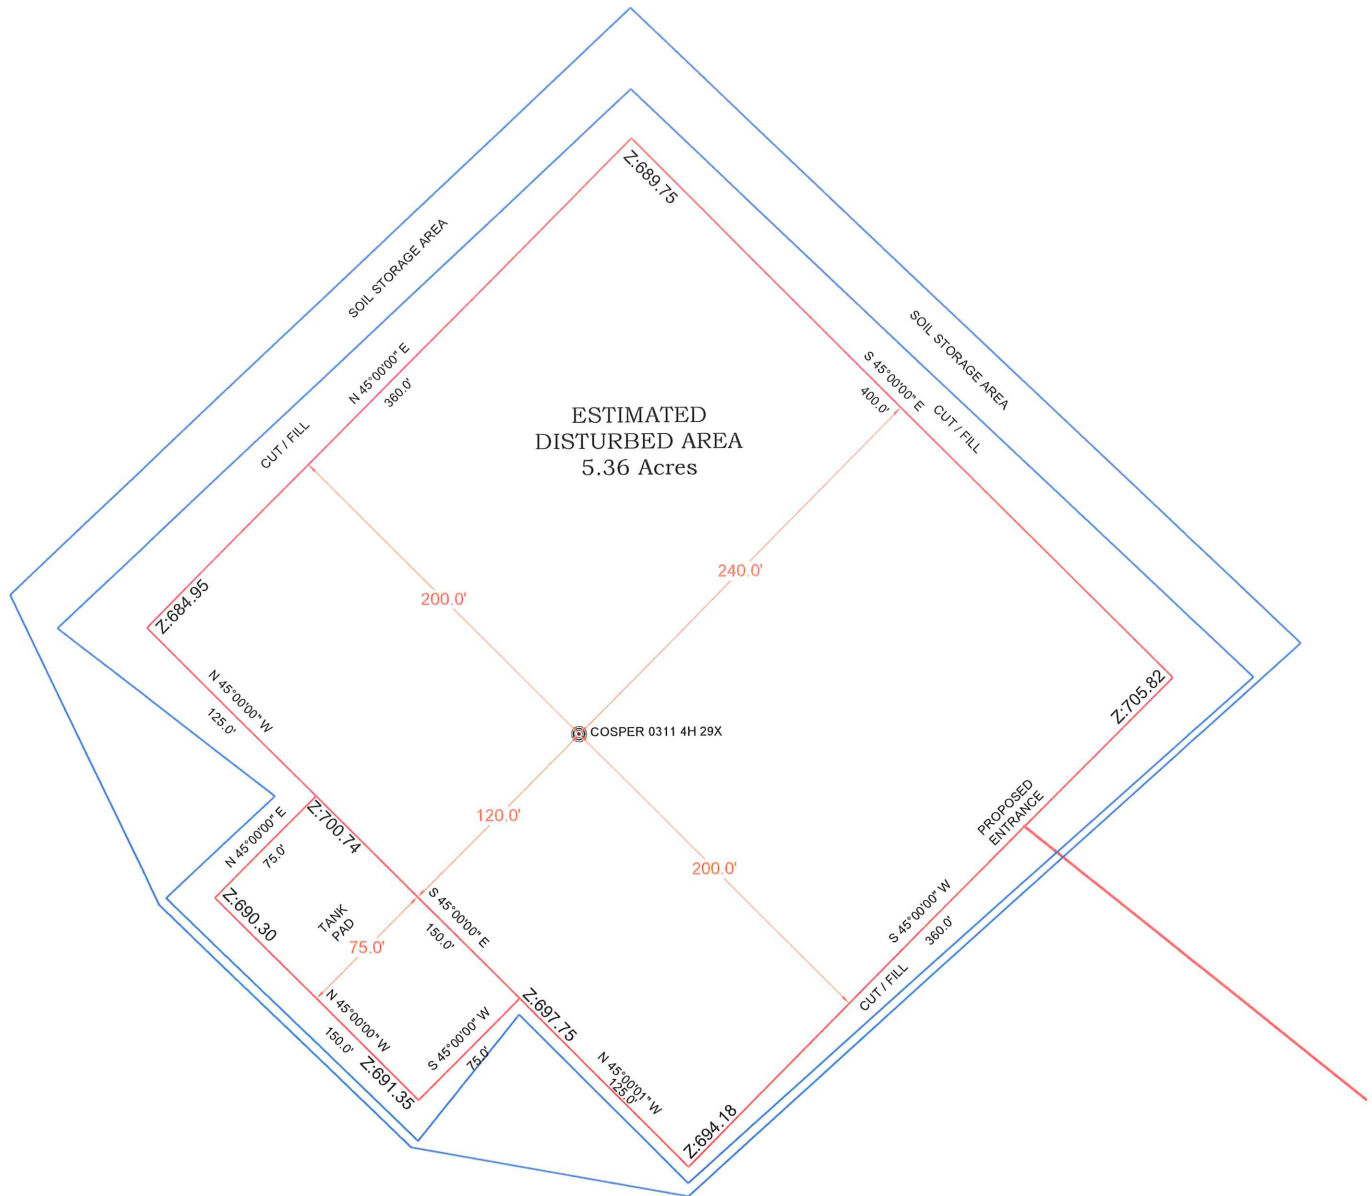 Z:689.75
SOIL STORAGE AREA
SOIL STORAGE AREA
N 45°00'00" E
360.0'
S 45°00'00" E
400.0'
CUT / FILL
CUT / FILL
ESTIMATED
DISTURBED AREA
5.36 Acres
240.0'
200.0'
Z:684.95
N 45°00'00" W
125.0'
Z:705.82
COSPER 0311 4H 29X
PROPOSED
ENTRANCE
120.0'
200.0'
Z:700.74
N 45°00'00" E
75.0'
Z:690.30
TANK
PAD
75.0'
S 45°00'00" E
150.0'
S 45°00'00" W
360.0'
CUT / FILL
N 45°00'00" W
150.0'
Z:691.35
S 45°00'00" W
75.0'
Z:697.75
N 45°00'01" W
125.0'
Z:694.18